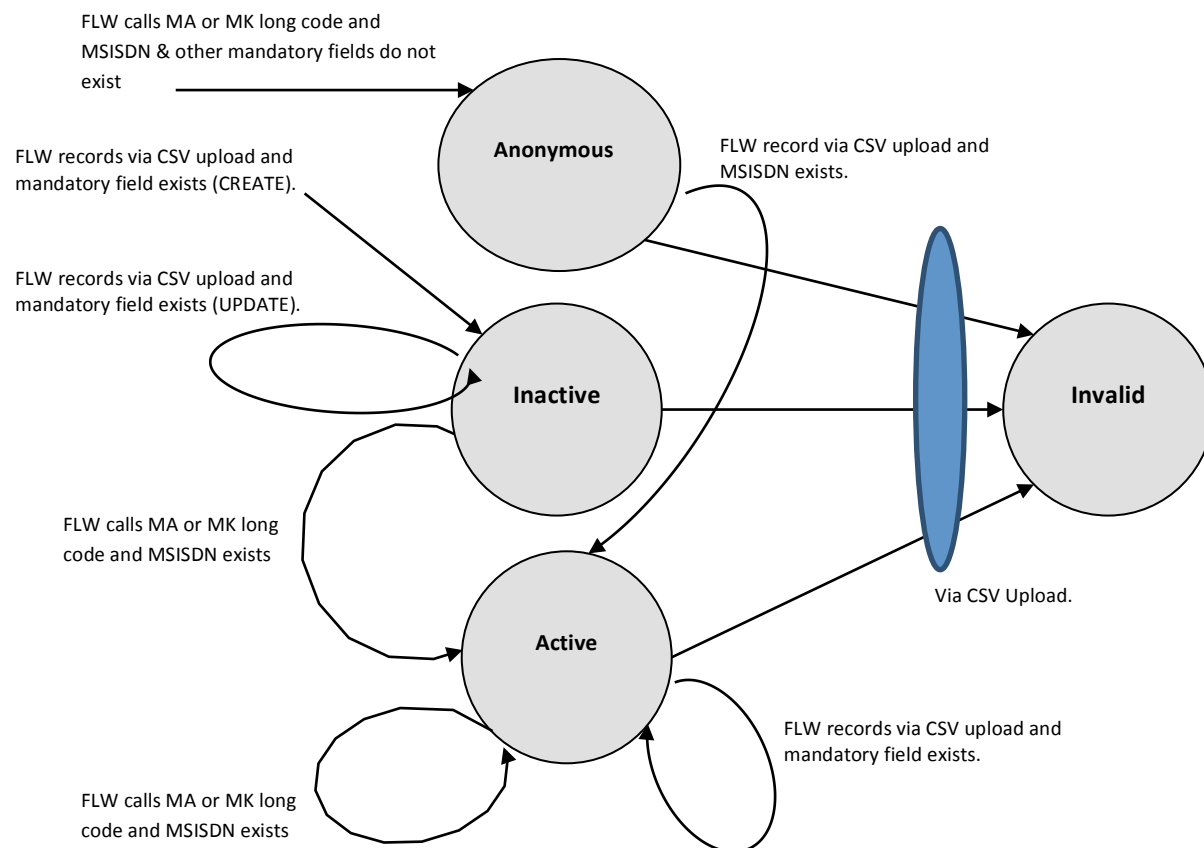 FLW calls MA or MK long code and
MSISDN & other mandatory fields do not
exist
Anonymous
FLW record via CSV upload and
MSISDN exists.
FLW records via CSV upload and
mandatory field exists (CREATE).
FLW records via CSV upload and
mandatory field exists (UPDATE).
Inactive
Invalid
FLW calls MA or MK long
code and MSISDN exists
Via CSV Upload.
Active
FLW records via CSV upload and
mandatory field exists.
FLW calls MA or MK long
code and MSISDN exists